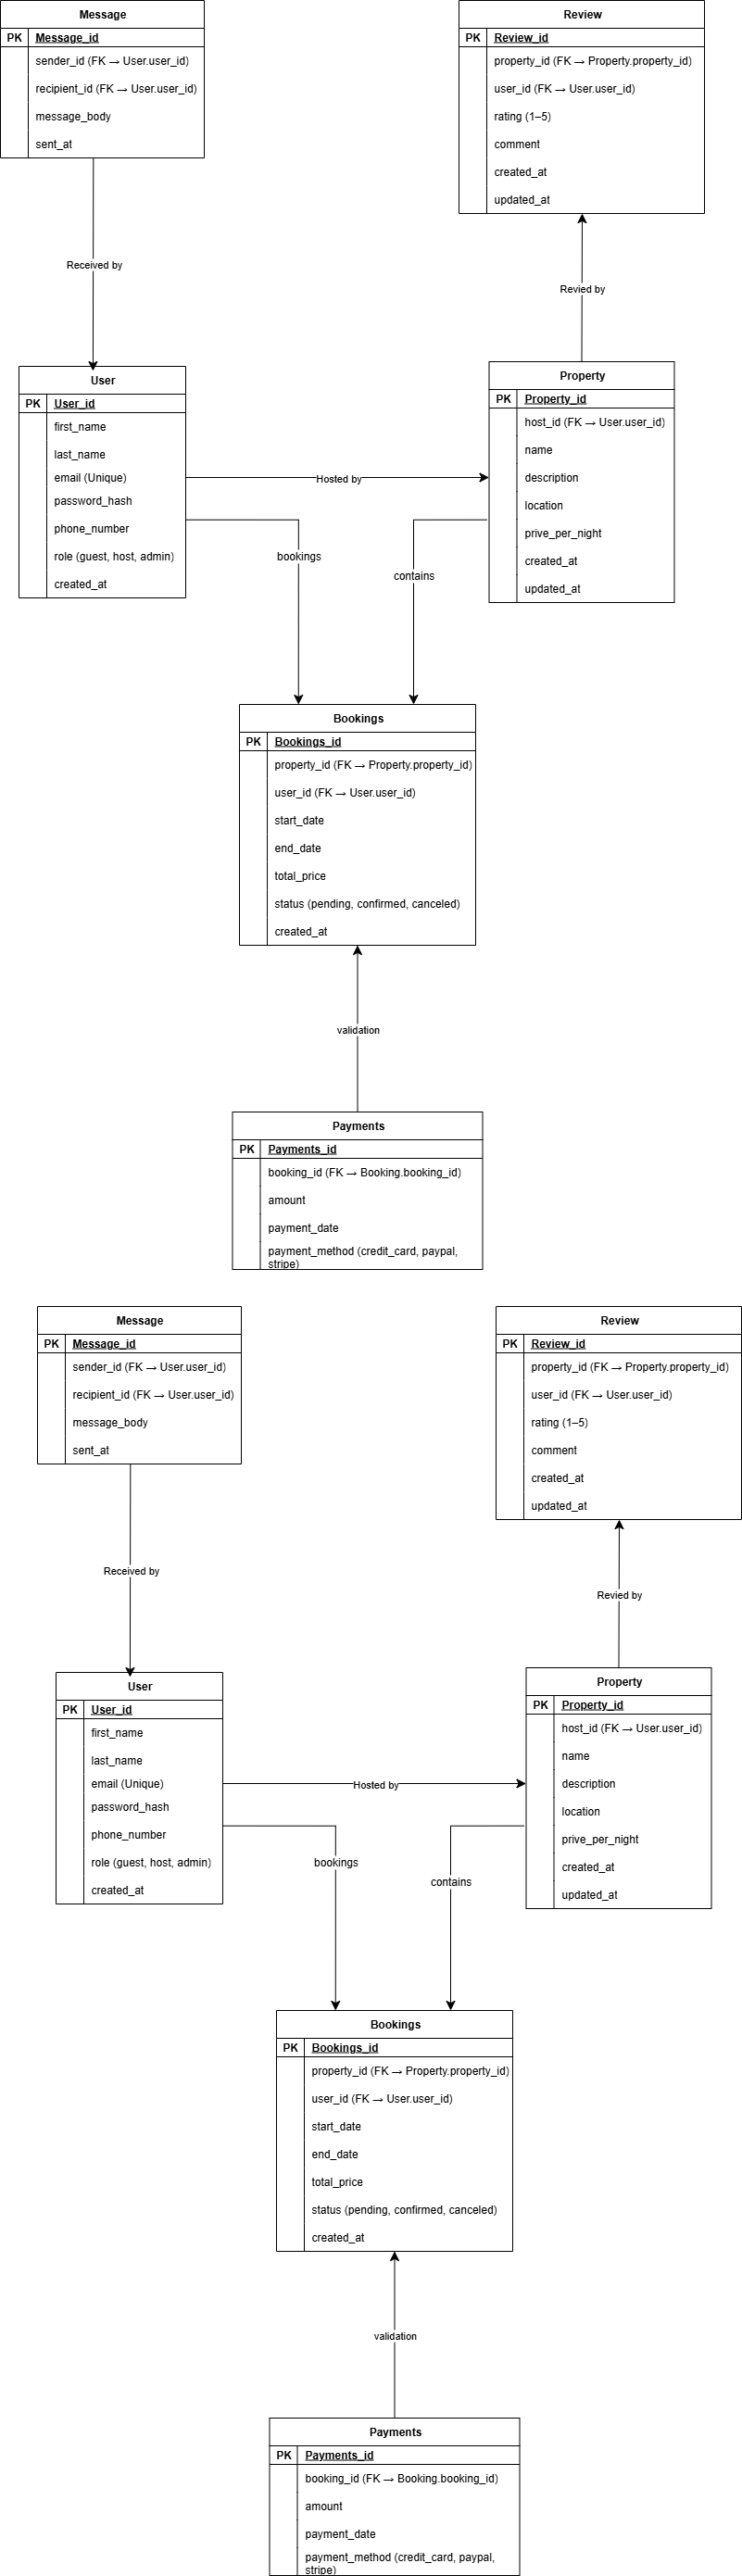 Message
PK Message_id
sender_id (FK → User.user_id)
recipient_id (FK → User.user_id)
message_body
sent_at
Review
PK Review_id
property_id (FK → Property.property_id)
user_id (FK → User.user_id)
rating (1–5)
comment
created_at
updated_at
Received by
Revied by
User
PK User_id
first_name
last_name
email (Unique)
password_hash
phone_number
role (guest, host, admin)
created_at
Hosted by
Property
PK Property_id
host_id (FK → User.user_id)
name
description
location
prive_per_night
created_at
updated_at
bookings
contains
Bookings
PK Bookings_id
property_id (FK → Property.property_id)
user_id (FK → User.user_id)
start_date
end_date
total_price
status (pending, confirmed, canceled)
created_at
validation
Payments
PK Payments_id
booking_id (FK → Booking.booking_id)
amount
payment_date
payment_method (credit_card, paypal,
stripe)
Message
PK Message_id
sender_id (FK → User.user_id)
recipient_id (FK → User.user_id)
message_body
sent_at
Review
PK Review_id
property_id (FK → Property.property_id)
user_id (FK → User.user_id)
rating (1–5)
comment
created_at
updated_at
Received by
Revied by
User
PK User_id
first_name
last_name
email (Unique)
password_hash
phone_number
role (guest, host, admin)
created_at
Hosted by
Property
PK Property_id
host_id (FK → User.user_id)
name
description
location
prive_per_night
created_at
updated_at
bookings
contains
Bookings
PK Bookings_id
property_id (FK → Property.property_id)
user_id (FK → User.user_id)
start_date
end_date
total_price
status (pending, confirmed, canceled)
created_at
validation
Payments
PK Payments_id
booking_id (FK → Booking.booking_id)
amount
payment_date
payment_method (credit_card, paypal,
stripe)